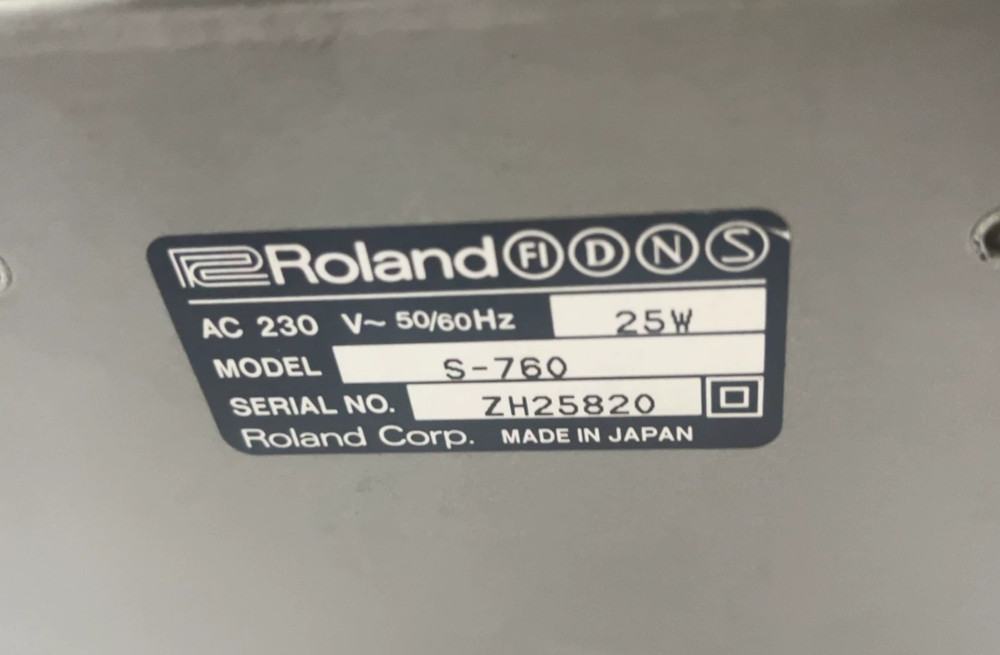 Roland FI D N S
AC 230 V~ 50/60Hz 25W
MODEL S-760
SERIAL NO. ZH25820
Roland Corp. MADE IN JAPAN